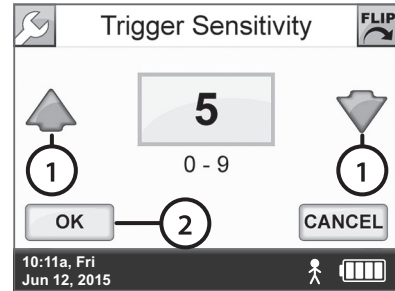 Trigger Sensitivity
FLIP
5
0 - 9
1
1
OK
2
CANCEL
10:11a, Fri
Jun 12, 2015